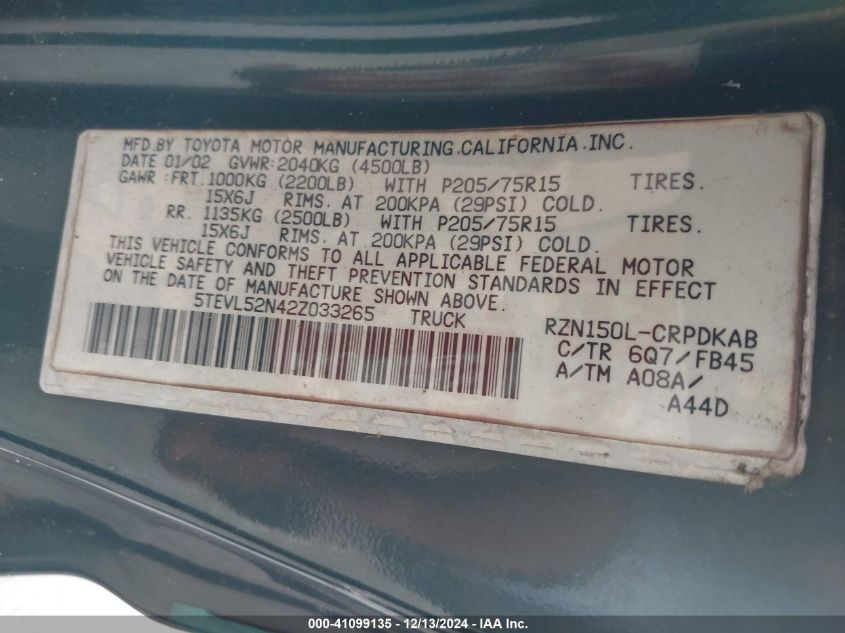 MFD.BY TOYOTA MOTOR MANUFACTURING.CALIFORNIA.INC.
DATE 01/02 GVWR:2040KG (4500LB)
GAWR:FRT.1000KG (2200LB) WITH P205/75R15 TIRES.
15X6J RIMS. AT 200KPA (29PSI) COLD.
RR. 1135KG (2500LB) WITH P205/75R15 TIRES.
15X6J RIMS. AT 200KPA (29PSI) COLD.
THIS VEHICLE CONFORMS TO ALL APPLICABLE FEDERAL MOTOR
VEHICLE SAFETY AND THEFT PREVENTION STANDARDS IN EFFECT
ON THE DATE OF MANUFACTURE SHOWN ABOVE.
5TEVL52N42Z033265 TRUCK RZN150L-CRPDKAB
C/TR 6Q7/FB45
A/TM A08A/
A44D
000-41099135 - 12/13/2024 - IAA Inc.